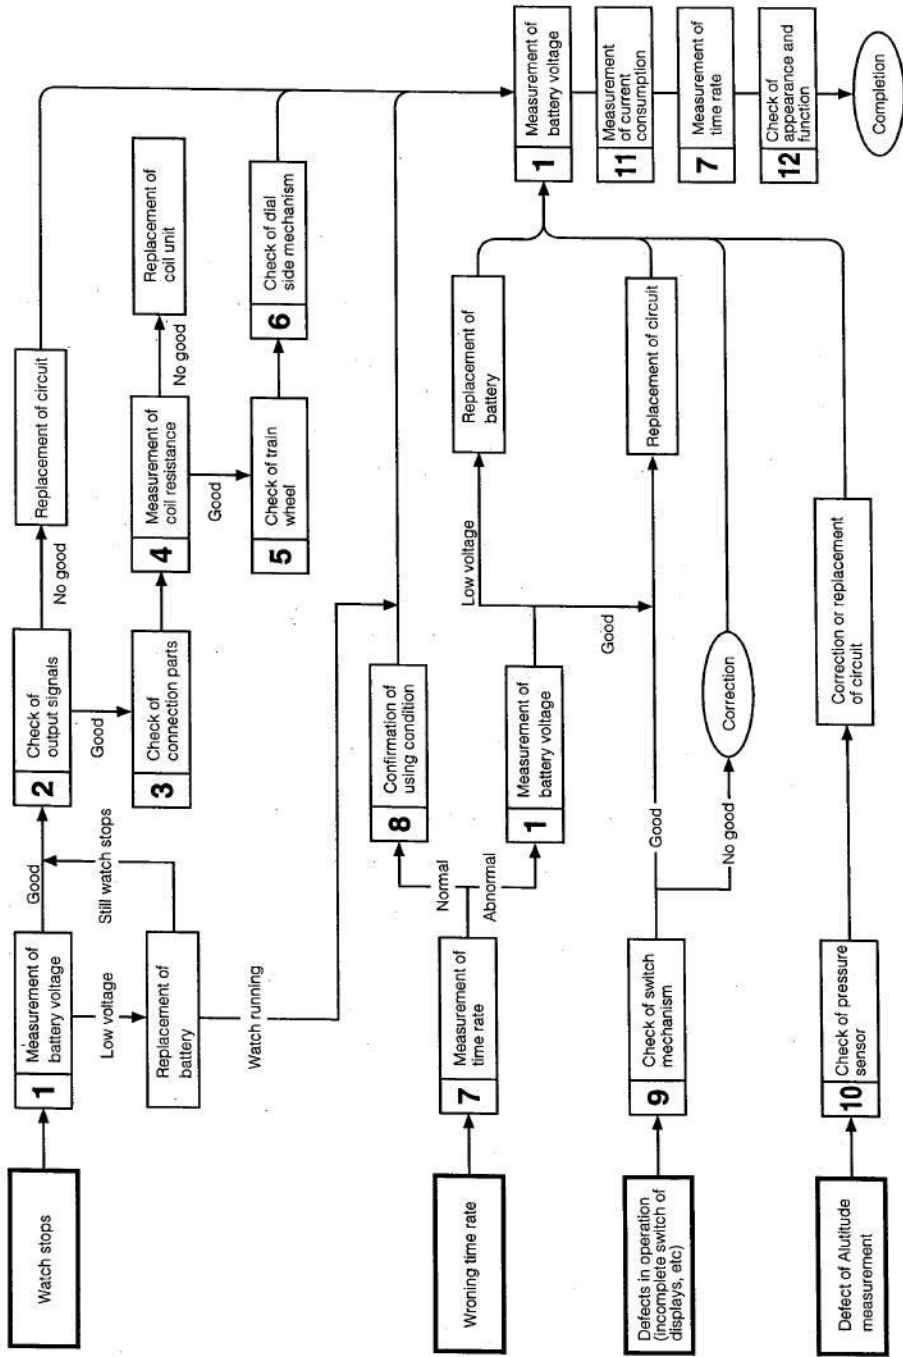 Watch stops
1
Measurement of
battery voltage
Good
Low voltage
Replacement of
battery
Still watch stops
Watch running
2
Check of
output signals
No good
Replacement of circuit
Good
3
Check of
connection parts
4
Measurement of
coil resistance
No good
Replacement of
coil unit
Good
5
Check of train
wheel
6
Check of dial
side mechanism
Wroning time rate
7
Measurement of
time rate
Normal
Abnormal
8
Confirmation of
using condition
1
Measurement of
battery voltage
Low voltage
Replacement of
battery
Good
Defects in operation
(incomplete switch of
displays, etc)
9
Check of switch
mechanism
Good
Replacement of circuit
No good
Correction
Defect of Alutitude
measurement
10
Check of pressure
sensor
Correction or replacement
of circuit
1
Measurement of
battery voltage
11
Measurement
of current
consumption
7
Measurement of
time rate
12
Check of
appearance and
function
Completion